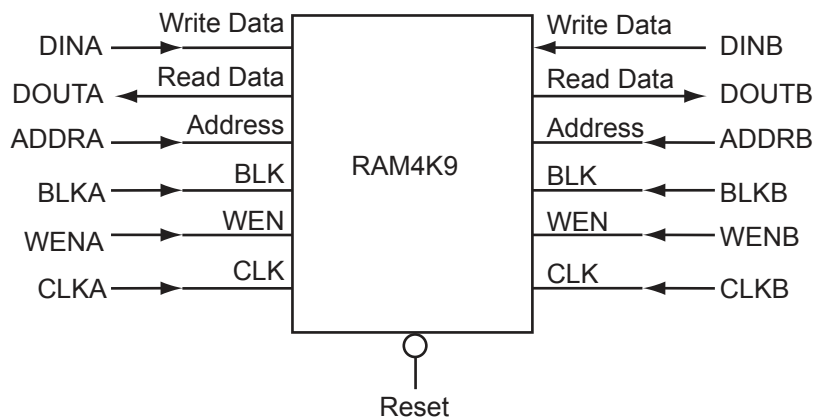 DINA Write Data Write Data DINB
DOUTA Read Data Read Data DOUTB
ADDRA Address Address ADDRB
RAM4K9
BLKA BLK BLK BLKB
WENA WEN WEN WENB
CLKA CLK CLK CLKB
Reset